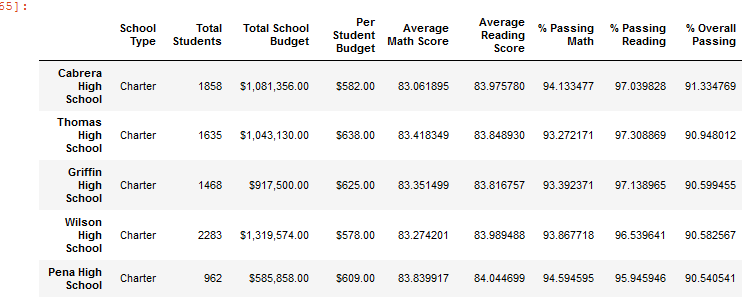 65]:
School Type Total Students Total School Budget Per Student Budget Average Math Score Average Reading Score % Passing Math % Passing Reading % Overall Passing
Cabrera High School Charter 1858 $1,081,356.00 $582.00 83.061895 83.975780 94.133477 97.039828 91.334769
Thomas High School Charter 1635 $1,043,130.00 $638.00 83.418349 83.848930 93.272171 97.308869 90.948012
Griffin High School Charter 1468 $917,500.00 $625.00 83.351499 83.816757 93.392371 97.138965 90.599455
Wilson High School Charter 2283 $1,319,574.00 $578.00 83.274201 83.989488 93.867718 96.539641 90.582567
Pena High School Charter 962 $585,858.00 $609.00 83.839917 84.044699 94.594595 95.945946 90.540541